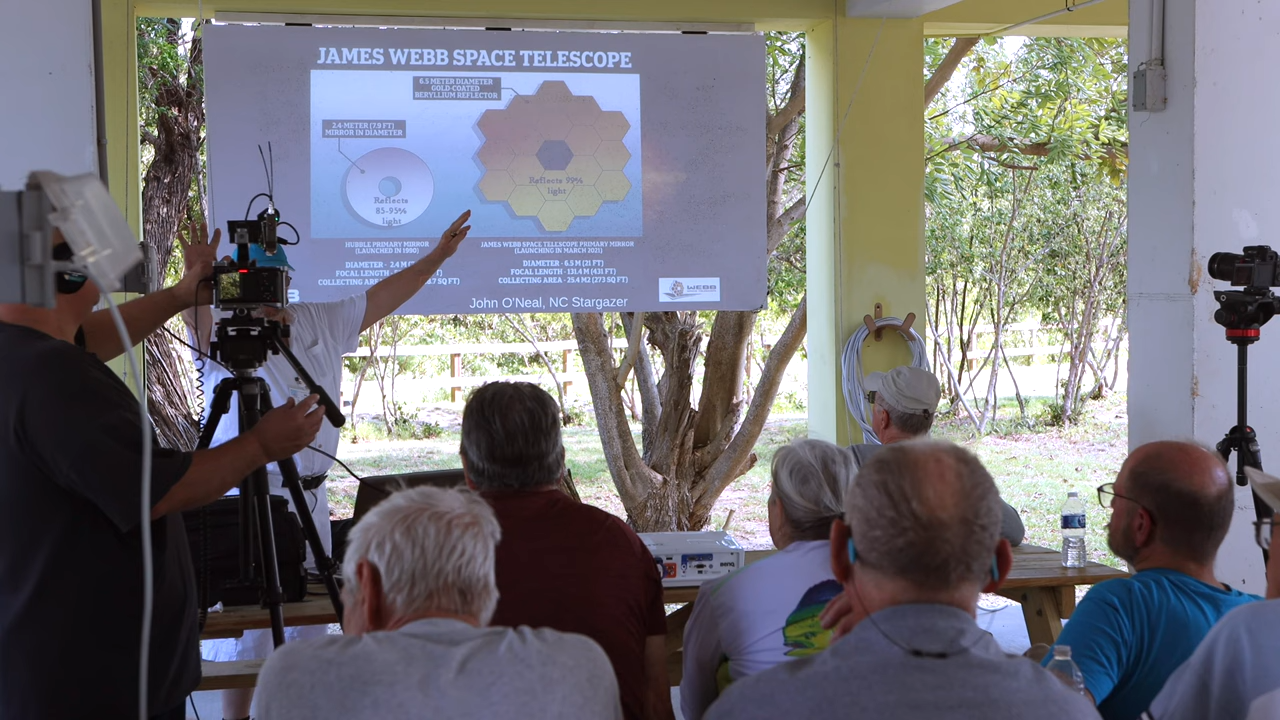 JAMES WEBB SPACE TELESCOPE
6.5 METER DIAMETER
GOLD-COATED
BERYLLIUM REFLECTOR
2.4-METER (7.9 FT)
MIRROR IN DIAMETER
Reflects 99%
light
Reflects
85-95%
light
HUBBLE PRIMARY MIRROR
(LAUNCHED IN 1990)
DIAMETER - 2.4 M
FOCAL LENGTH -
COLLECTING
SQ FT)
JAMES WEBB SPACE TELESCOPE PRIMARY MIRROR
(LAUNCHING IN MARCH 2021)
DIAMETER - 6.5 M (21 FT)
FOCAL LENGTH - 131.4 M (431 FT)
COLLECTING AREA - 25.4 M2 (273 SQ FT)
WEBB
John O'Neal, NC Stargazer